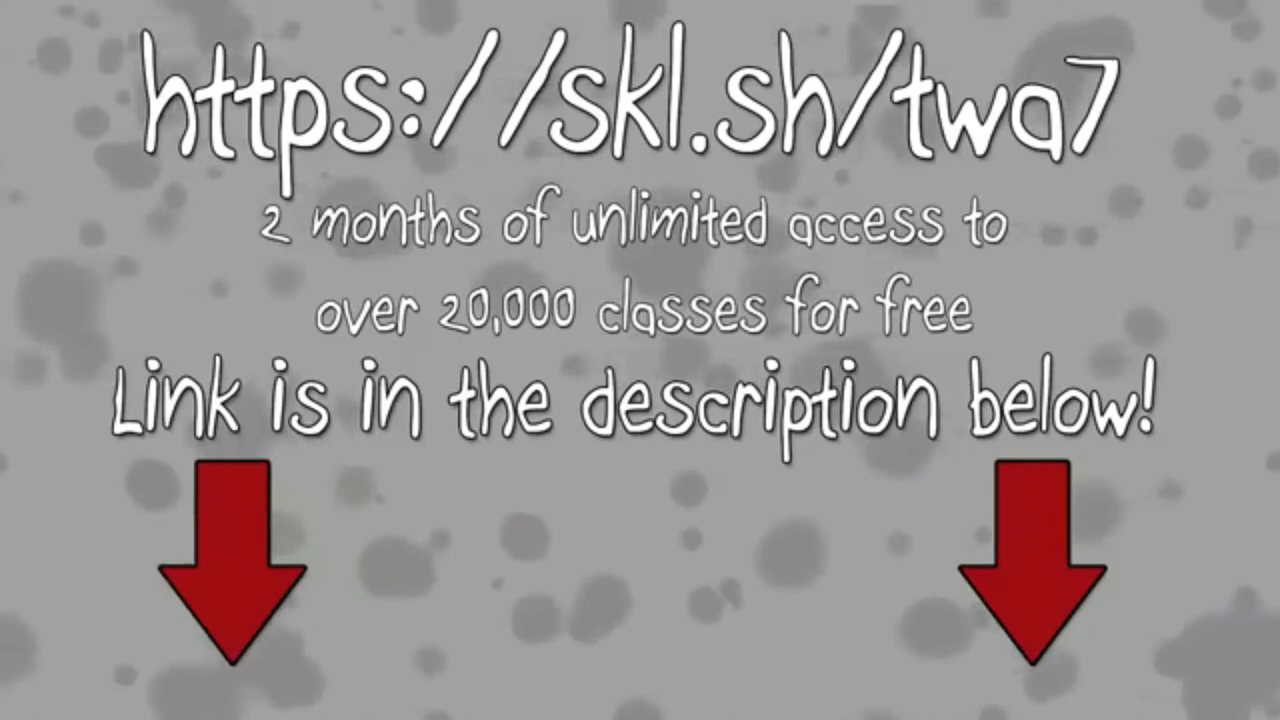 https://skl.sh/twa7
2 months of unlimited access to
over 20,000 classes for free
Link is in the description below!